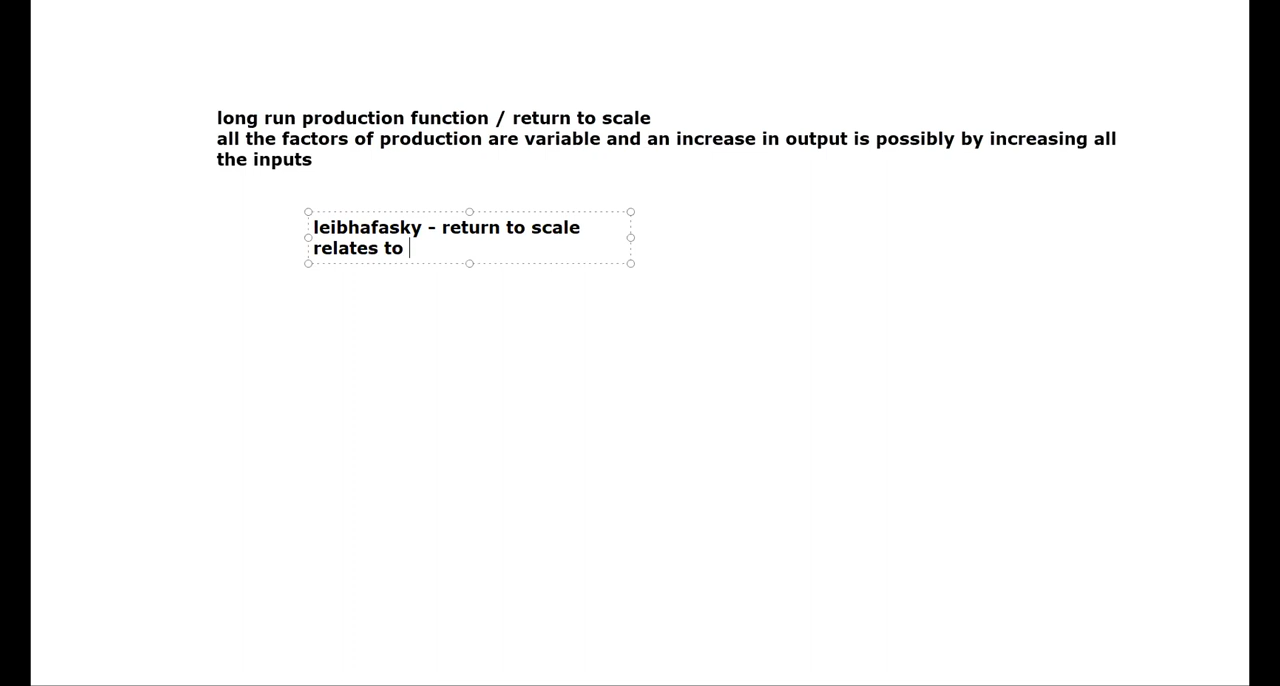 long run production function / return to scale
all the factors of production are variable and an increase in output is possibly by increasing all
the inputs
leibhafasky - return to scale
relates to